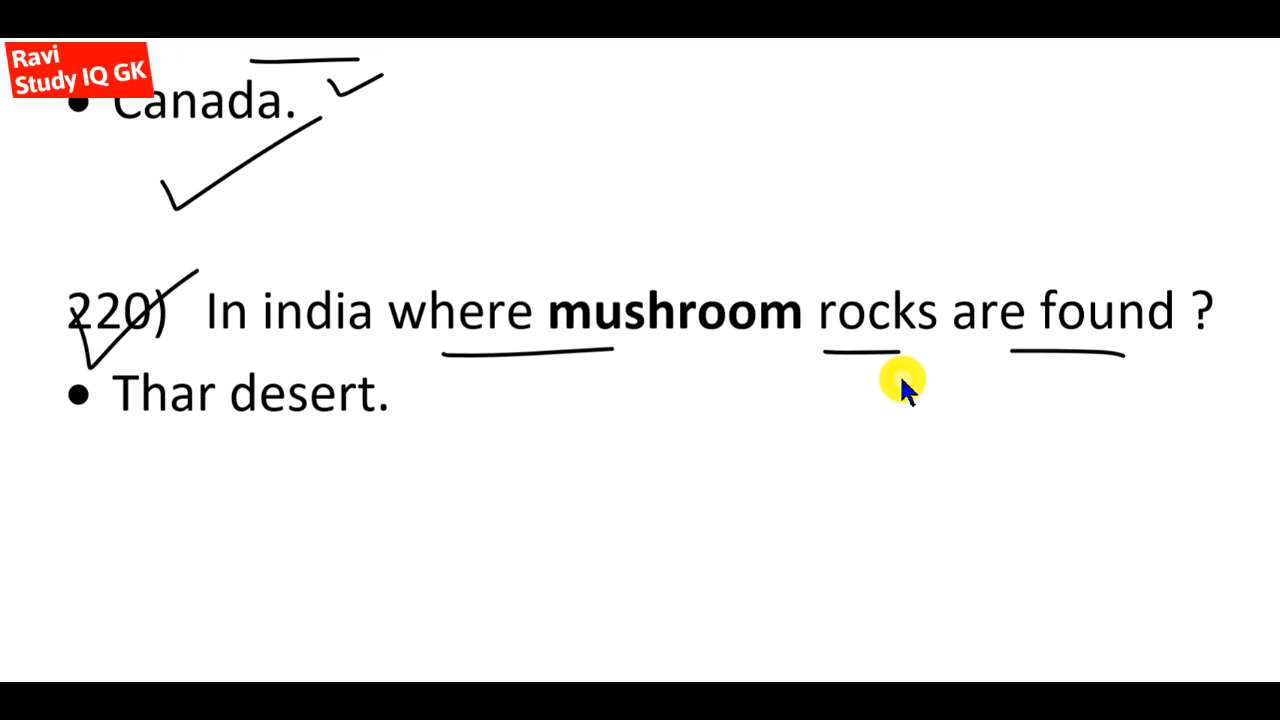 Ravi
Study IQ GK
• Canada.
220) In india where mushroom rocks are found ?
• Thar desert.